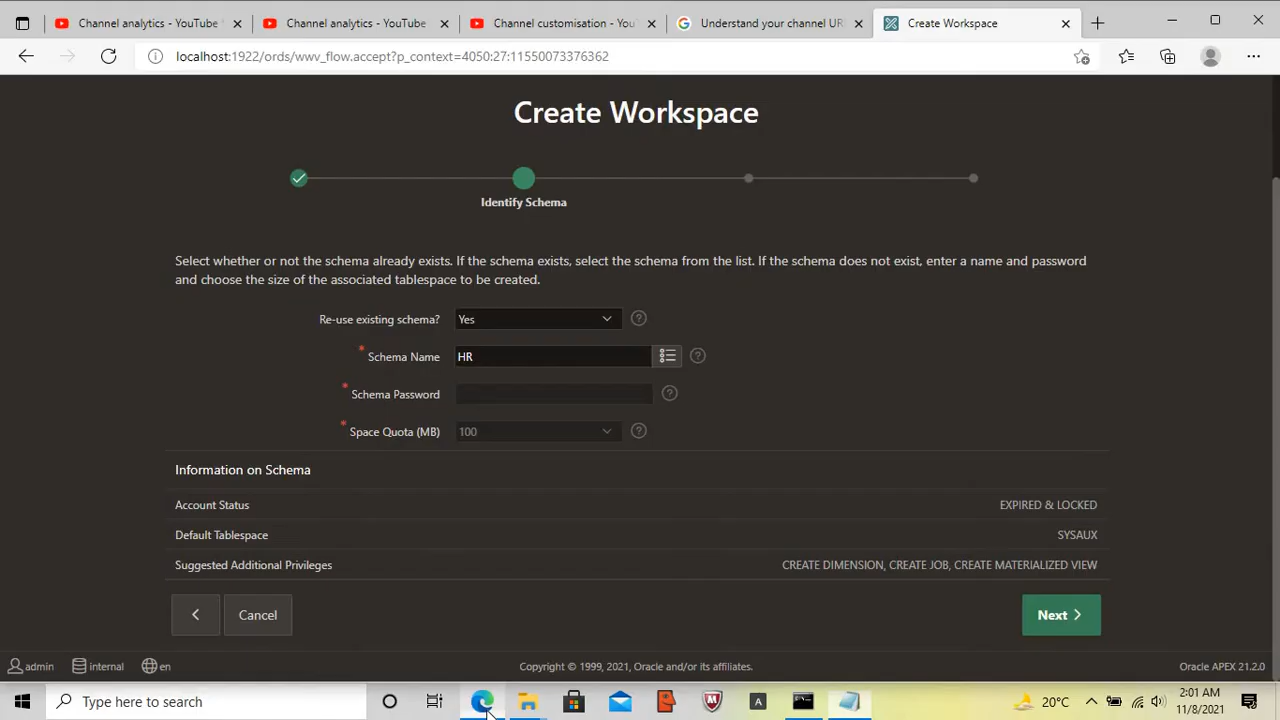 Channel analytics - YouTube
Channel analytics - YouTube
Channel customisation - You
Understand your channel UR
Create Workspace
localhost:1922/ords/wwv_flow.accept?p_context=4050:27:11550073376362
Create Workspace
Identify Schema
Select whether or not the schema already exists. If the schema exists, select the schema from the list. If the schema does not exist, enter a name and password
and choose the size of the associated tablespace to be created.
Re-use existing schema? Yes
* Schema Name HR
* Schema Password
* Space Quota (MB) 100
Information on Schema
Account Status EXPIRED & LOCKED
Default Tablespace SYSAUX
Suggested Additional Privileges CREATE DIMENSION, CREATE JOB, CREATE MATERIALIZED VIEW
Cancel
Next
admin internal en Copyright © 1999, 2021, Oracle and/or its affiliates. Oracle APEX 21.2.0
Type here to search
A
20°C
2:01 AM
11/8/2021